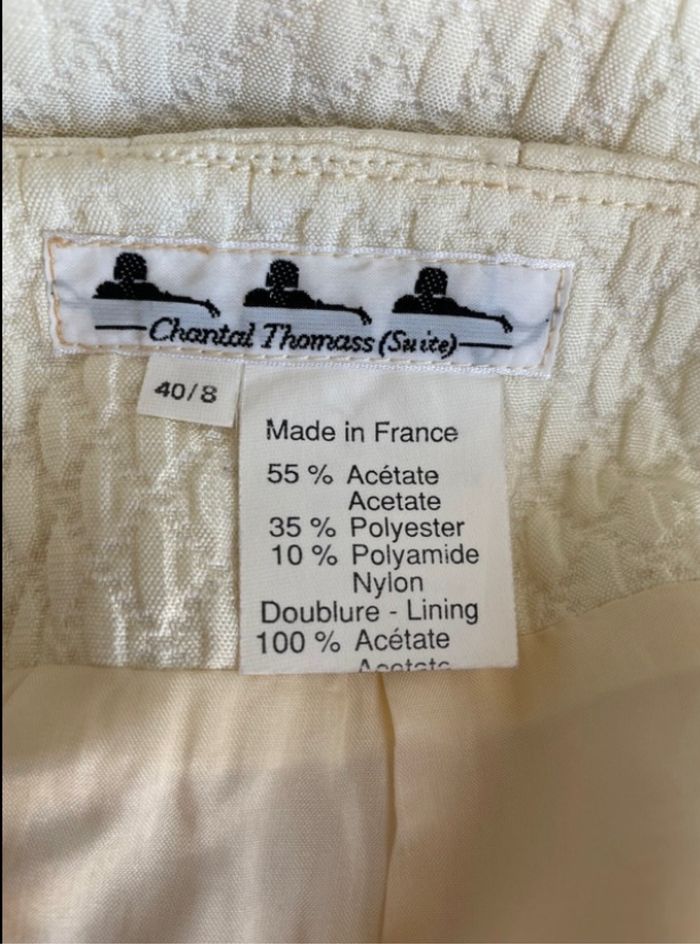 Chantal Thomass (Suite)
40/8
Made in France
55 % Acétate
Acetate
35 % Polyester
10 % Polyamide
Nylon
Doublure - Lining
100 % Acétate
Acetate